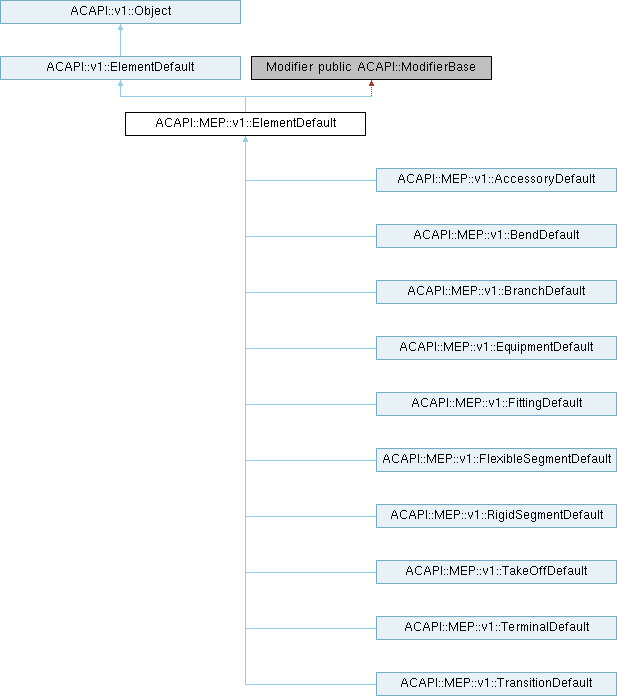 ACAPI::v1::Object
ACAPI::v1::ElementDefault
Modifier public ACAPI::ModifierBase
ACAPI::MEP::v1::ElementDefault
ACAPI::MEP::v1::AccessoryDefault
ACAPI::MEP::v1::BendDefault
ACAPI::MEP::v1::BranchDefault
ACAPI::MEP::v1::EquipmentDefault
ACAPI::MEP::v1::FittingDefault
ACAPI::MEP::v1::FlexibleSegmentDefault
ACAPI::MEP::v1::RigidSegmentDefault
ACAPI::MEP::v1::TakeOffDefault
ACAPI::MEP::v1::TerminalDefault
ACAPI::MEP::v1::TransitionDefault